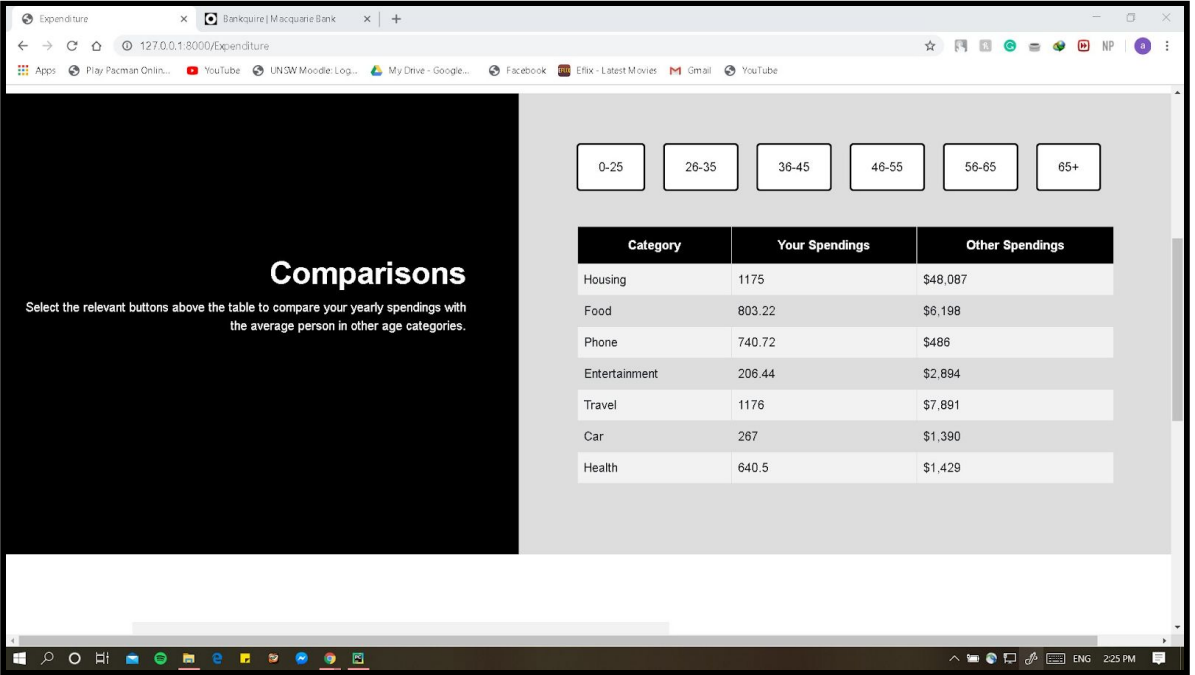 Expenditure
Bankquire | Macquarie Bank
127.0.0.1:8000/Expenditure
NP
a
Apps Play Pacman Onlin... YouTube UNSW Moodle: Log... My Drive - Google... Facebook Eflix - Latest Movies Gmail YouTube
Comparisons
Select the relevant buttons above the table to compare your yearly spendings with
the average person in other age categories.
0-25 26-35 36-45 46-55 56-65 65+
Category Your Spendings Other Spendings
Housing 1175 $48,087
Food 803.22 $6,198
Phone 740.72 $486
Entertainment 206.44 $2,894
Travel 1176 $7,891
Car 267 $1,390
Health 640.5 $1,429
ENG 2:25 PM